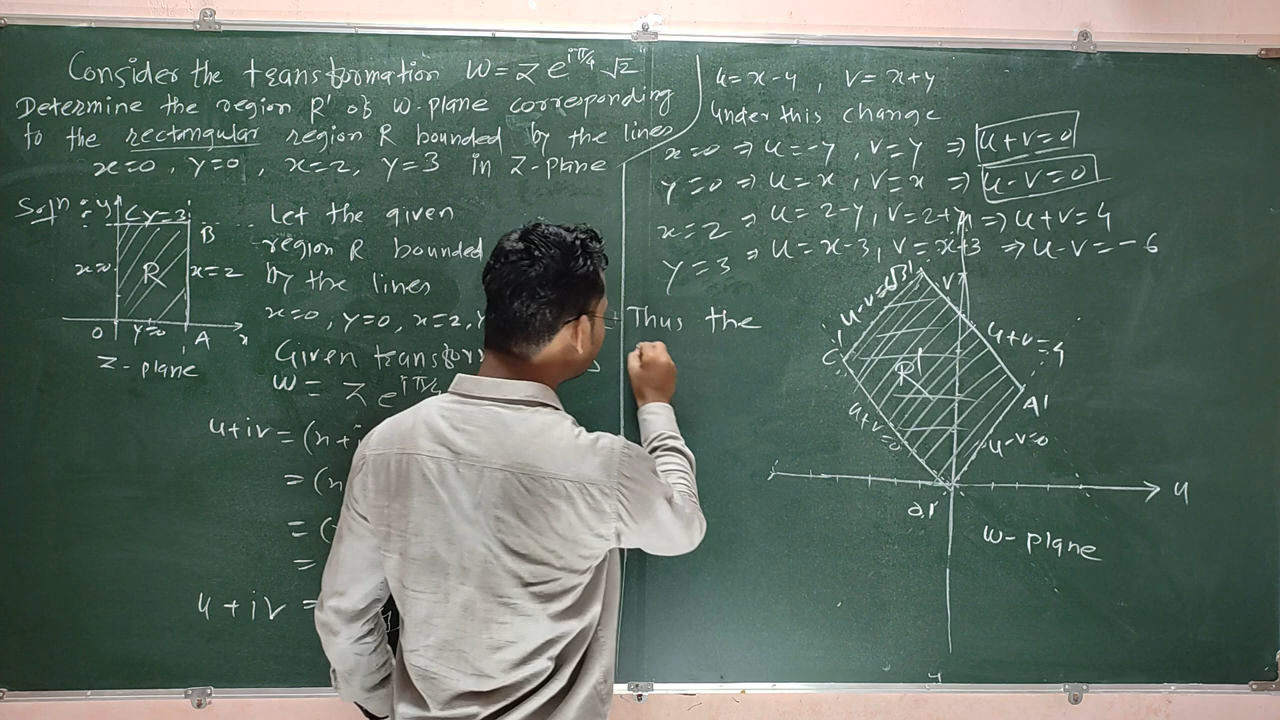 Consider the transformation W = Z e^{iπ/4} √2
Determine the region R' of w-plane corresponding
to the rectangular region R bounded by the lines
x=0, y=0, x=2, y=3 in Z-plane
Soln :
y
C y=3
B
x=0
R
x=2
O
y=0
A
x
Z-plane
Let the given
region R bounded
by the lines
x=0, y=0, x=2,
Given transfor
W = Z e^{iπ/4}
u+iv = (x+i
= (x
= (
=
u+iv =
u=x-y, v=x+y
under this change
x=0 ⇒ u=-y, v=y ⇒ u+v=0
y=0 ⇒ u=x, v=x ⇒ u-v=0
x=2 ⇒ u=2-y, v=2+y ⇒ u+v=4
y=3 ⇒ u=x-3, v=x+3 ⇒ u-v=-6
Thus the
B'
V
u+v=4
C'
R'
A'
u+v=0
u-v=0
u
w-plane